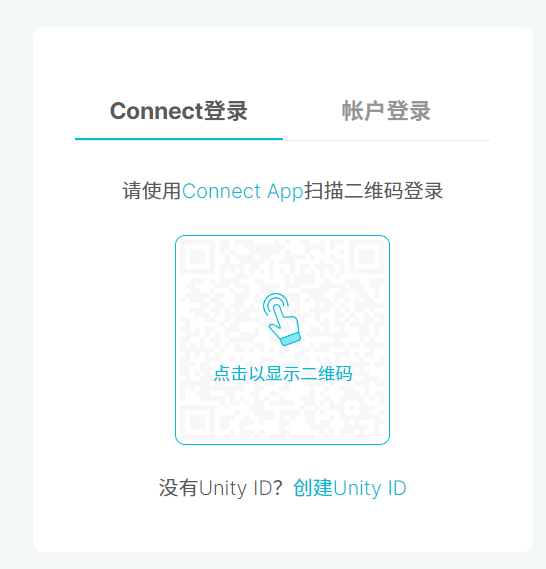 Connect登录 帐户登录
请使用Connect App扫描二维码登录
点击以显示二维码
没有Unity ID？创建Unity ID